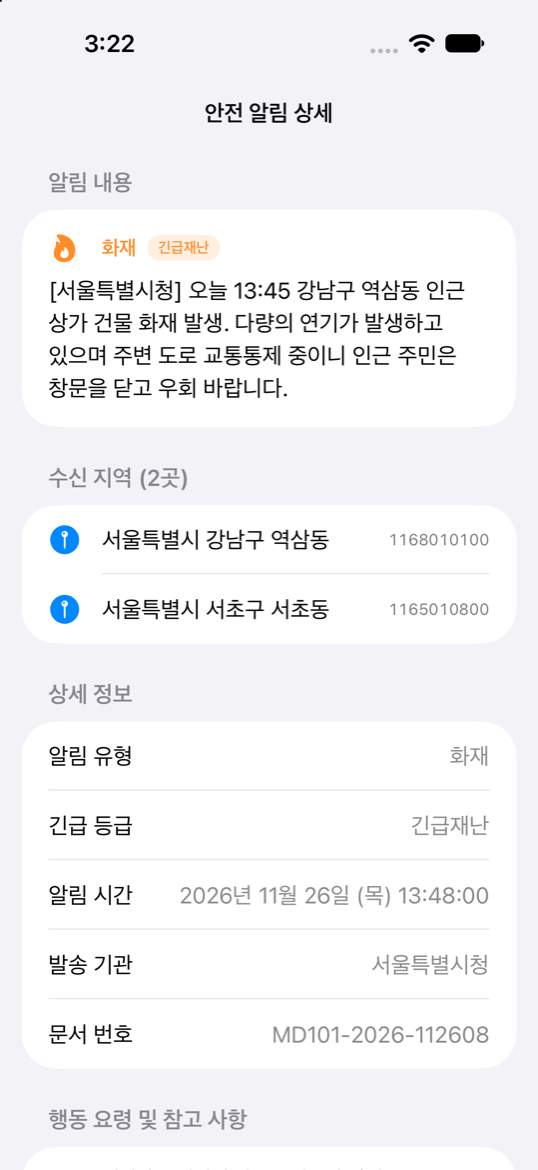 3:22
안전 알림 상세
알림 내용
화재 긴급재난
[서울특별시청] 오늘 13:45 강남구 역삼동 인근
상가 건물 화재 발생. 다량의 연기가 발생하고
있으며 주변 도로 교통통제 중이니 인근 주민은
창문을 닫고 우회 바랍니다.
수신 지역 (2곳)
서울특별시 강남구 역삼동 1168010100
서울특별시 서초구 서초동 1165010800
상세 정보
알림 유형 화재
긴급 등급 긴급재난
알림 시간 2026년 11월 26일 (목) 13:48:00
발송 기관 서울특별시청
문서 번호 MD101-2026-112608
행동 요령 및 참고 사항